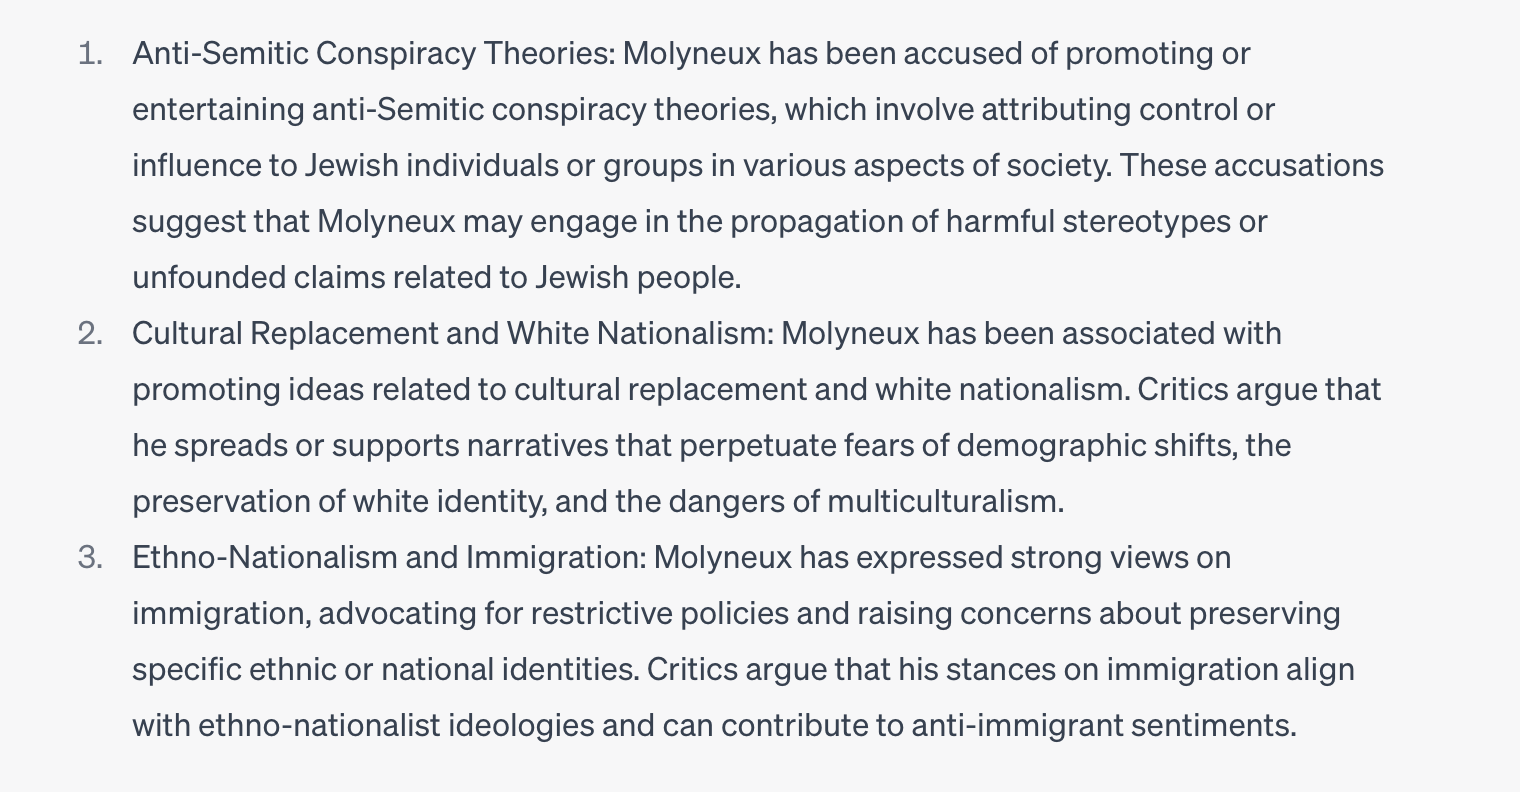 1. Anti-Semitic Conspiracy Theories: Molyneux has been accused of promoting or
entertaining anti-Semitic conspiracy theories, which involve attributing control or
influence to Jewish individuals or groups in various aspects of society. These accusations
suggest that Molyneux may engage in the propagation of harmful stereotypes or
unfounded claims related to Jewish people.
2. Cultural Replacement and White Nationalism: Molyneux has been associated with
promoting ideas related to cultural replacement and white nationalism. Critics argue that
he spreads or supports narratives that perpetuate fears of demographic shifts, the
preservation of white identity, and the dangers of multiculturalism.
3. Ethno-Nationalism and Immigration: Molyneux has expressed strong views on
immigration, advocating for restrictive policies and raising concerns about preserving
specific ethnic or national identities. Critics argue that his stances on immigration align
with ethno-nationalist ideologies and can contribute to anti-immigrant sentiments.